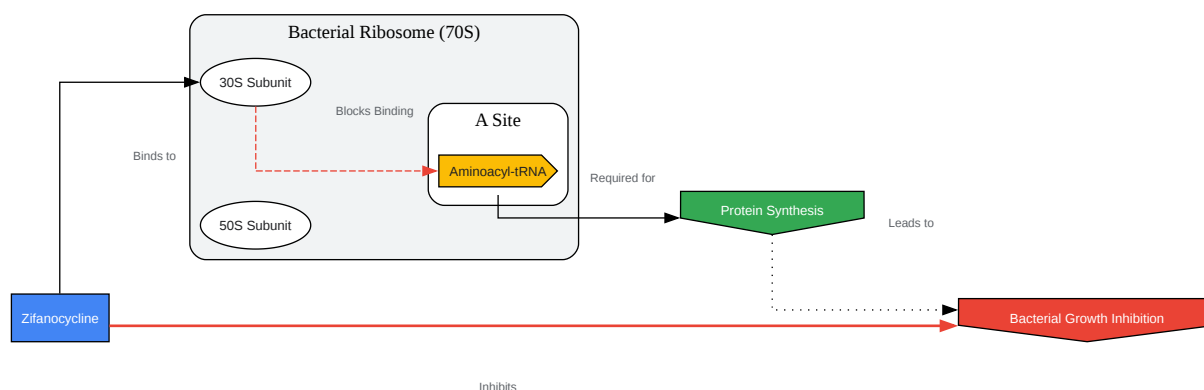 Bacterial Ribosome (70S)
30S Subunit
Blocks Binding
A Site
Binds to
Aminoacyl-tRNA
Required for
Protein Synthesis
50S Subunit
Leads to
Zifanocycline
Bacterial Growth Inhibition
Inhibits